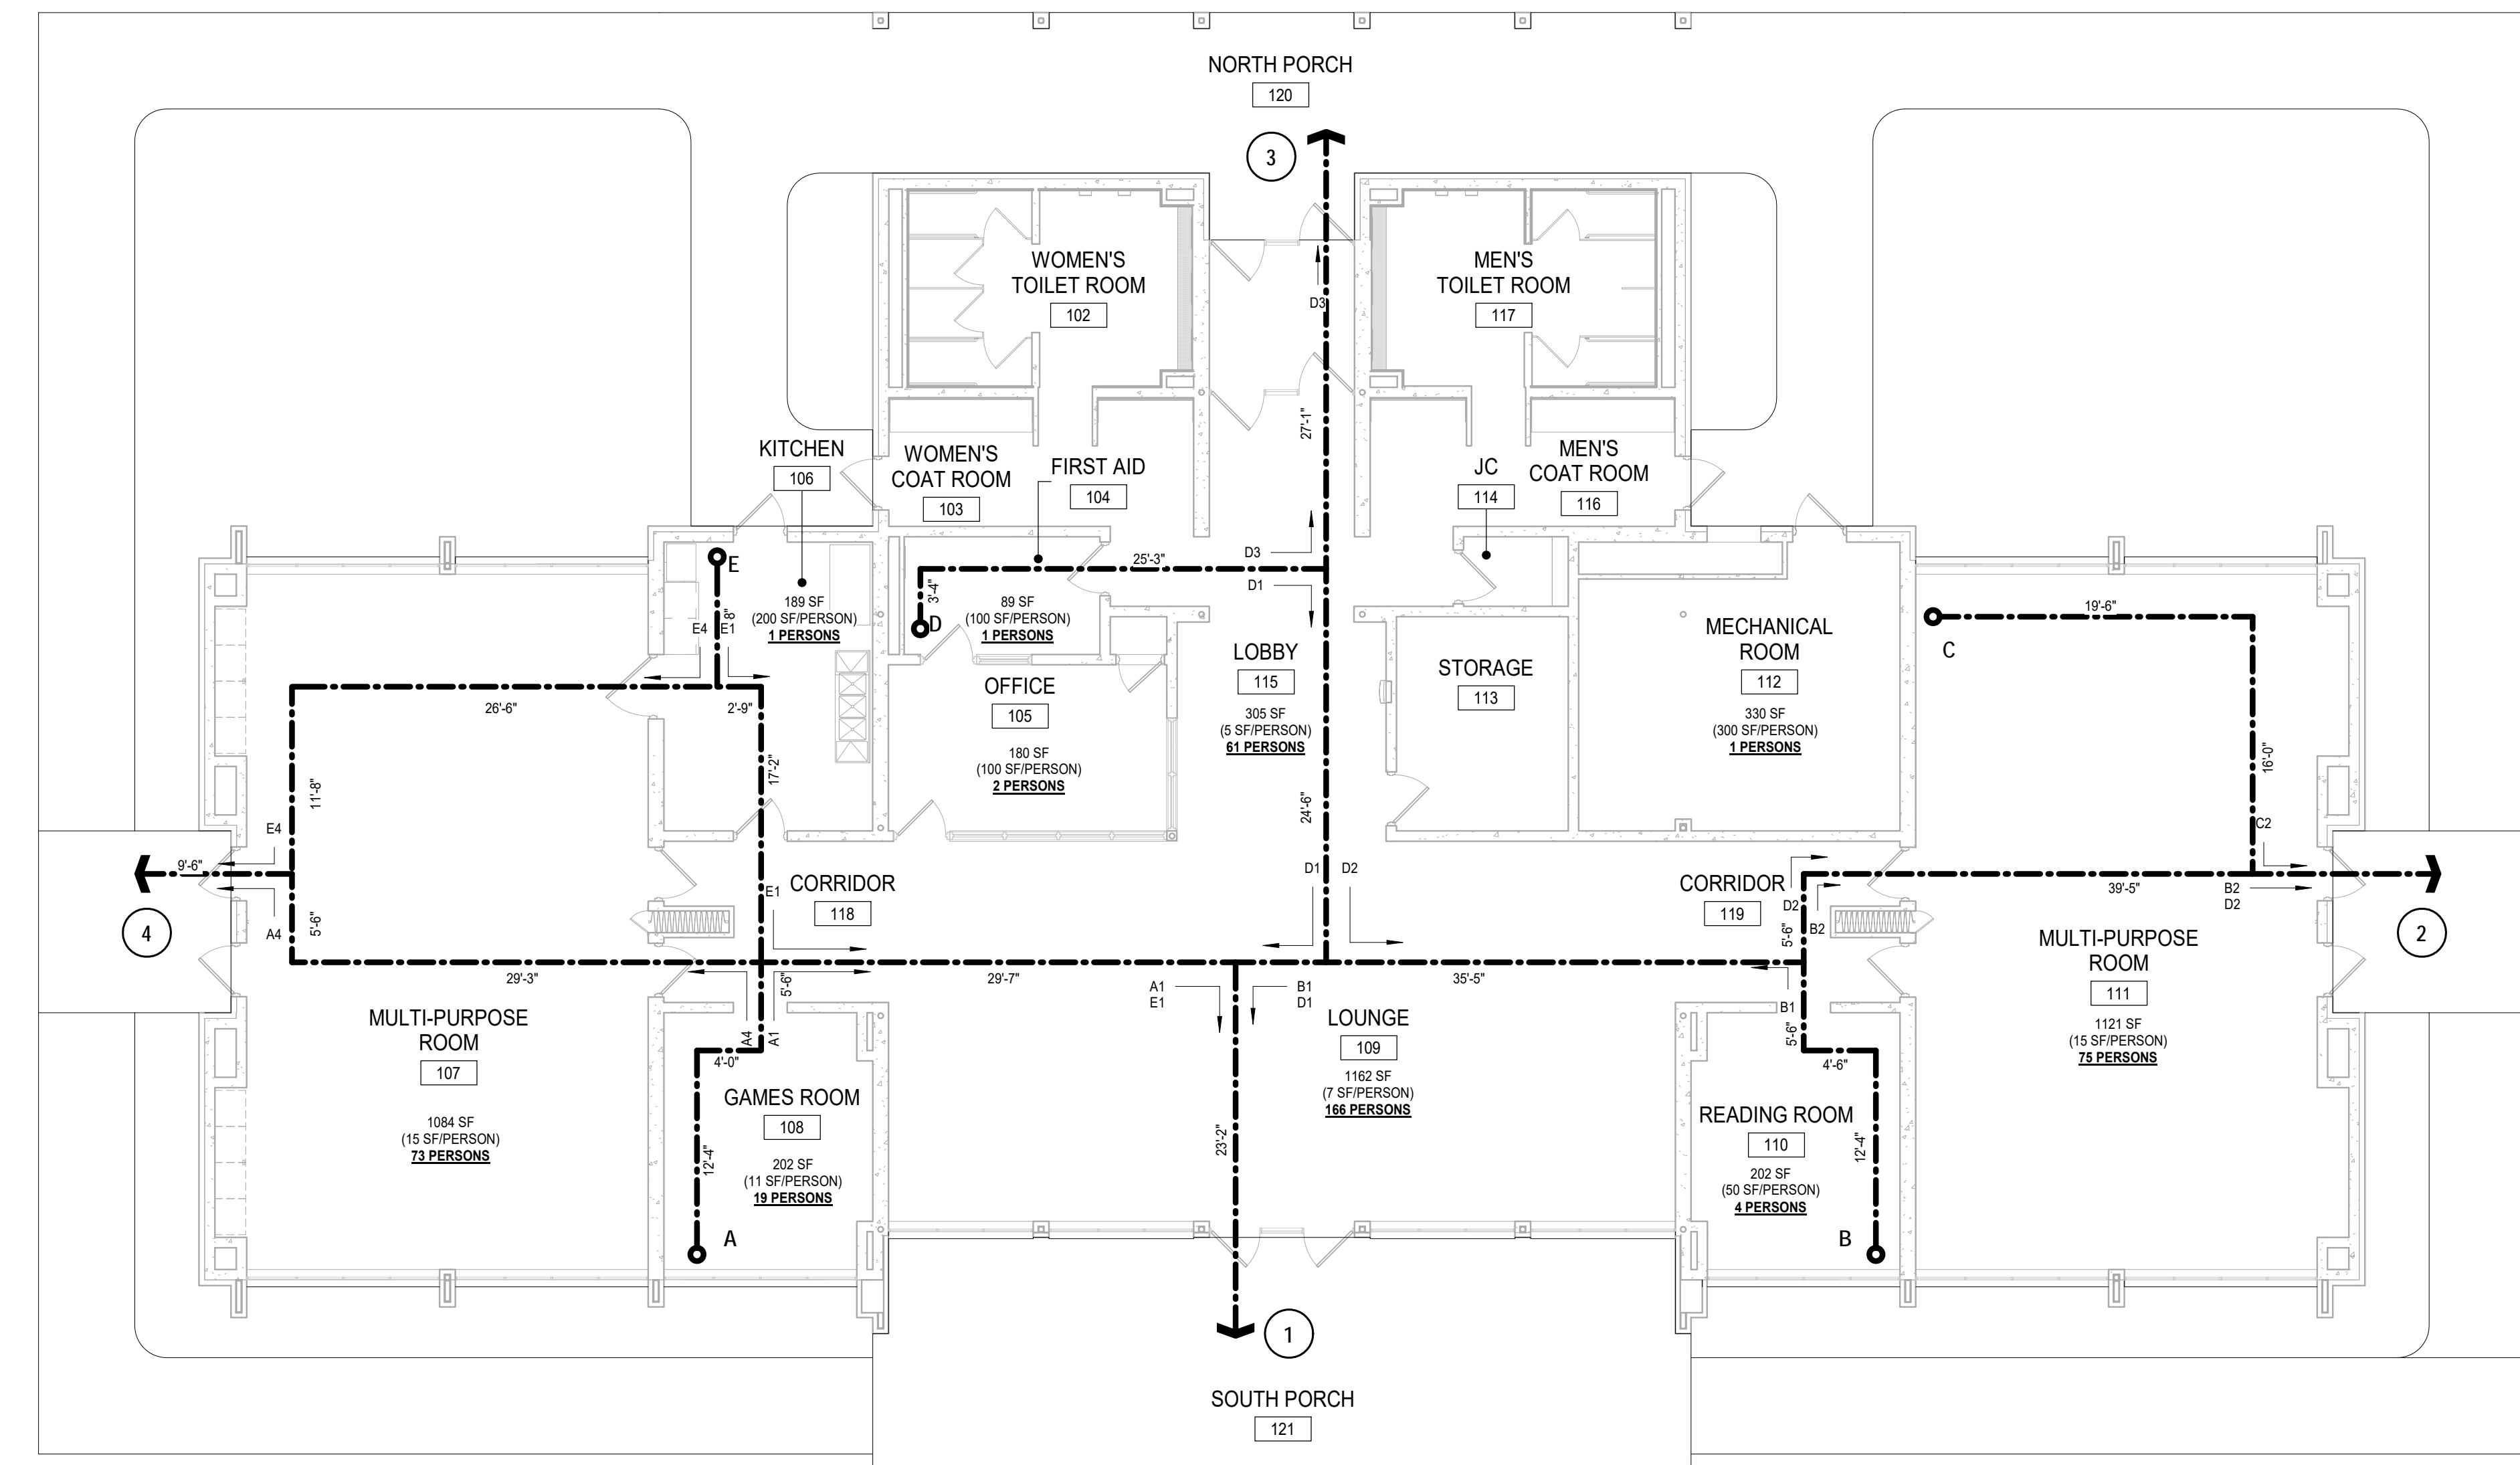 NORTH PORCH
120
3
WOMEN'S
TOILET ROOM
102
MEN'S
TOILET ROOM
117
D3
27'-1"
KITCHEN
106
WOMEN'S
COAT ROOM
103
FIRST AID
104
JC
114
MEN'S
COAT ROOM
116
E
8"
E4
E1
189 SF
(200 SF/PERSON)
1 PERSONS
25'-3"
3'-4"
D
89 SF
(100 SF/PERSON)
1 PERSONS
D3
D1
19'-6"
C
16'-0"
C2
26'-6"
2'-9"
17'-2"
11'-8"
OFFICE
105
180 SF
(100 SF/PERSON)
2 PERSONS
LOBBY
115
305 SF
(5 SF/PERSON)
61 PERSONS
24'-6"
STORAGE
113
MECHANICAL
ROOM
112
330 SF
(300 SF/PERSON)
1 PERSONS
E4
9'-6"
4
A4
5'-6"
29'-3"
E1
CORRIDOR
118
D1
D2
CORRIDOR
119
D2
B2
5'-6"
39'-5"
B2
D2
2
29'-7"
35'-5"
5'-6"
A4
A1
4'-0"
A1
E1
B1
D1
B1
5'-6"
4'-6"
MULTI-PURPOSE
ROOM
107
1084 SF
(15 SF/PERSON)
73 PERSONS
GAMES ROOM
108
202 SF
(11 SF/PERSON)
19 PERSONS
12'-4"
A
23'-2"
LOUNGE
109
1162 SF
(7 SF/PERSON)
166 PERSONS
READING ROOM
110
202 SF
(50 SF/PERSON)
4 PERSONS
12'-4"
B
MULTI-PURPOSE
ROOM
111
1121 SF
(15 SF/PERSON)
75 PERSONS
1
SOUTH PORCH
121